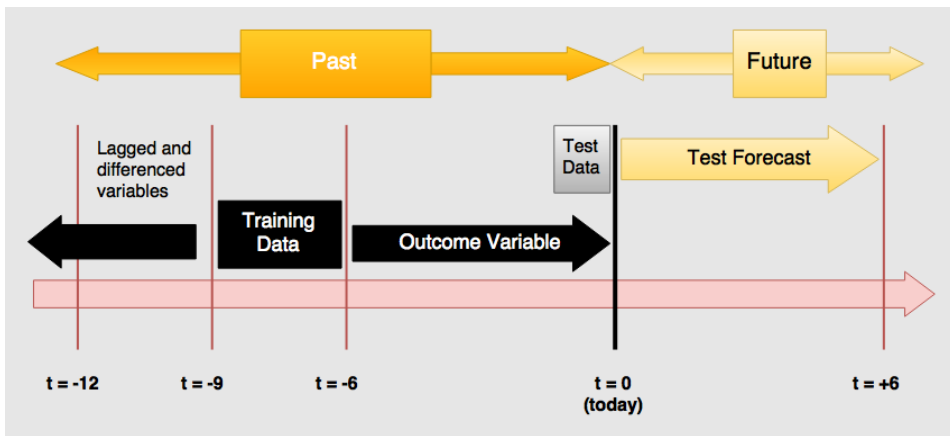 Past
Future
Lagged and
differenced
variables
Test
Data
Test Forecast
Training
Data
Outcome Variable
t = -12
t = -9
t = -6
t = 0
(today)
t = +6